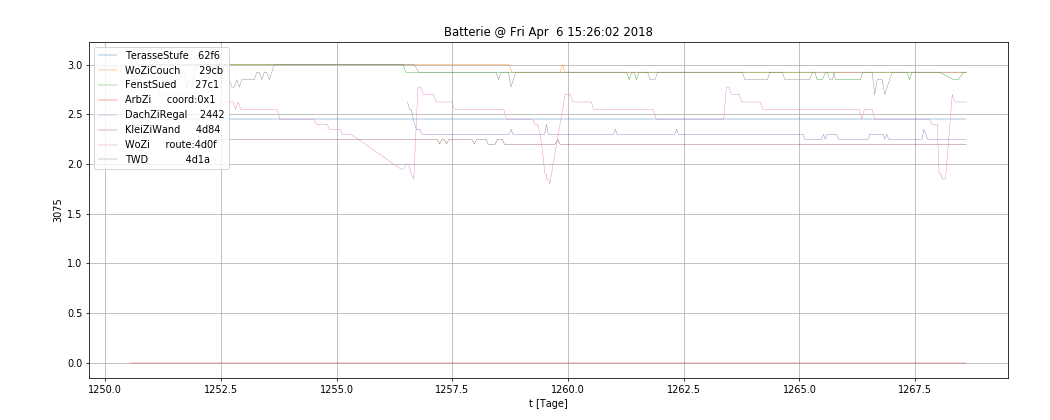 Batterie @ Fri Apr  6 15:26:02 2018
TerasseStufe 62f6
WoZiCouch 29cb
FenstSued 27c1
ArbZi coord:0x1
DachZiRegal 2442
KleiZiWand 4d84
WoZi route:4d0f
TWD 4d1a
3.0
2.5
2.0
1.5
1.0
0.5
0.0
3075
1250.0 1252.5 1255.0 1257.5 1260.0 1262.5 1265.0 1267.5
t [Tage]